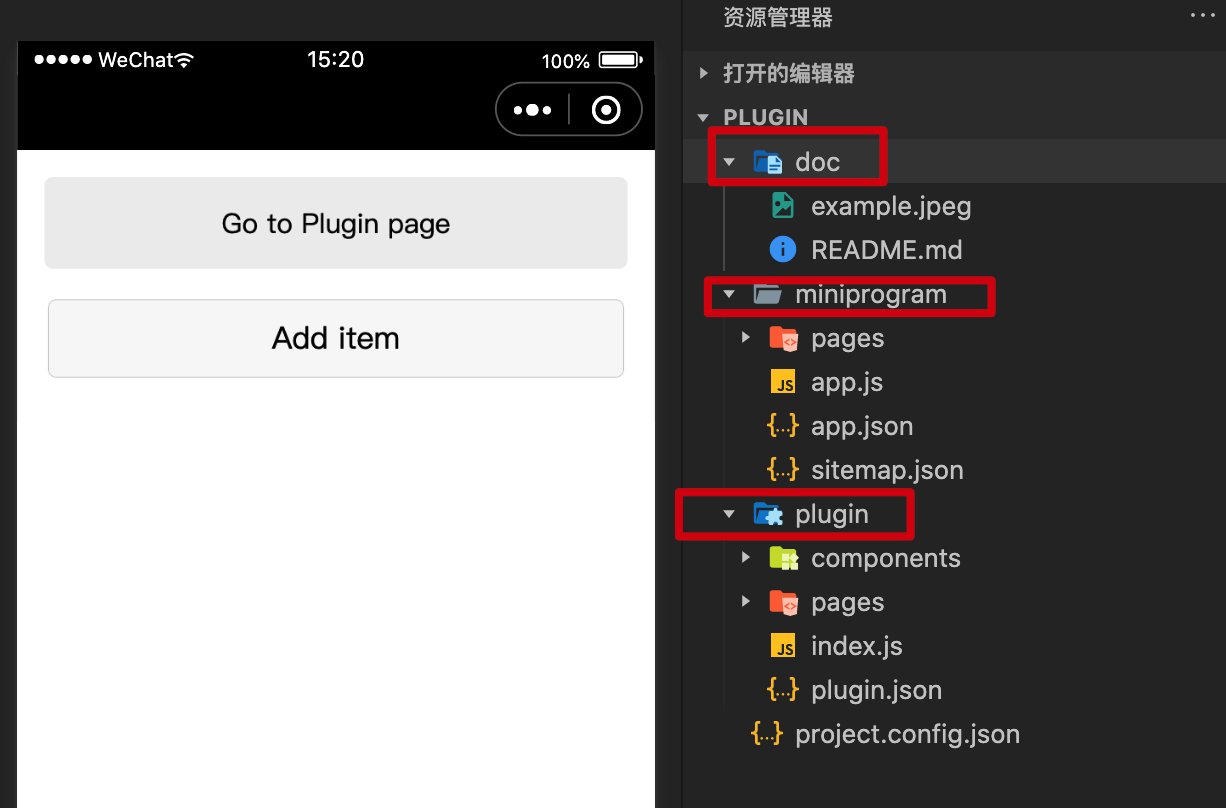 WeChat 15:20 100%
Go to Plugin page
Add item
资源管理器
打开的编辑器
PLUGIN
doc
example.jpeg
README.md
miniprogram
pages
JS app.js
{...} app.json
{...} sitemap.json
plugin
components
pages
JS index.js
{...} plugin.json
{...} project.config.json